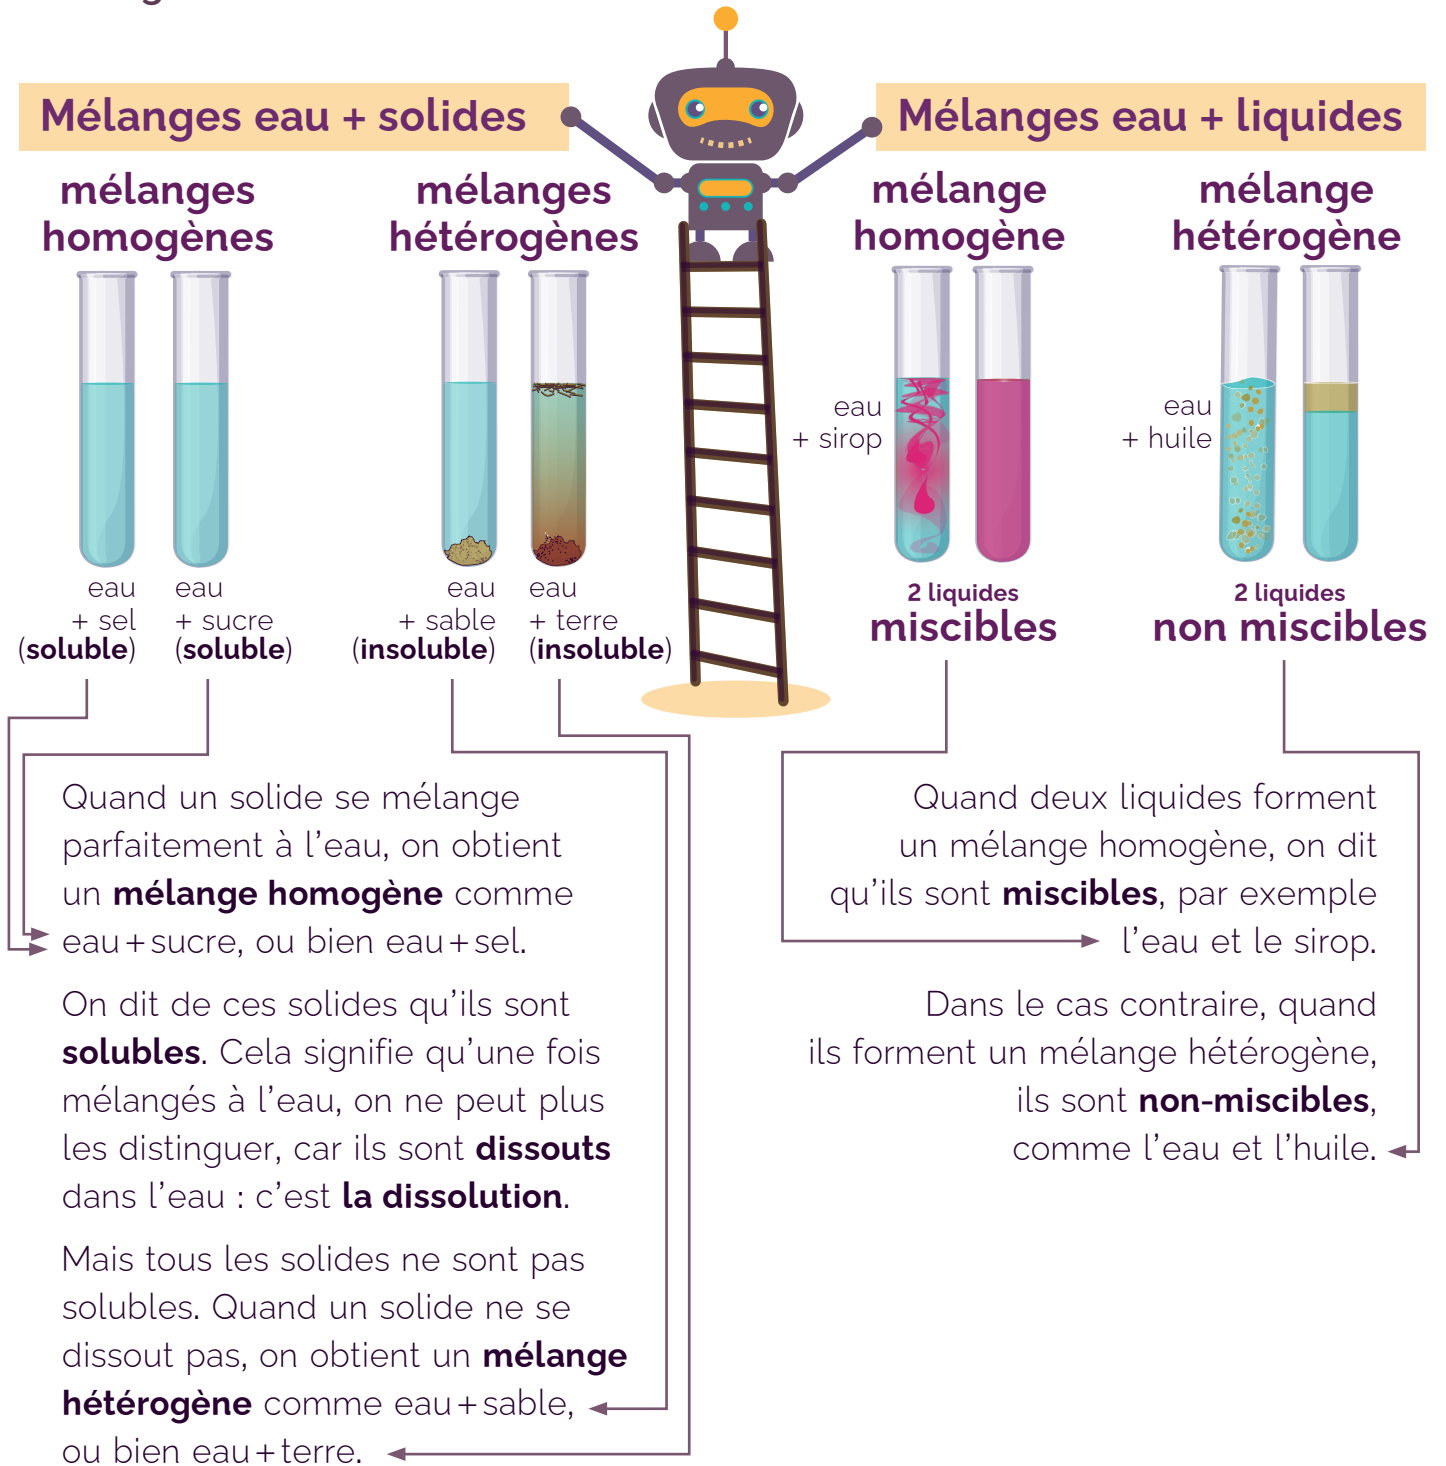 Mélanges eau + solides
mélanges
homogènes
mélanges
hétérogènes
eau
+ sel
(soluble)
eau
+ sucre
(soluble)
eau
+ sable
(insoluble)
eau
+ terre
(insoluble)
Quand un solide se mélange
parfaitement à l’eau, on obtient
un mélange homogène comme
eau+sucre, ou bien eau+sel.
On dit de ces solides qu’ils sont
solubles. Cela signifie qu’une fois
mélangés à l’eau, on ne peut plus
les distinguer, car ils sont dissouts
dans l’eau : c’est la dissolution.
Mais tous les solides ne sont pas
solubles. Quand un solide ne se
dissout pas, on obtient un mélange
hétérogène comme eau+sable,
ou bien eau+terre.
Mélanges eau + liquides
mélange
homogène
mélange
hétérogène
eau
+ sirop
eau
+ huile
2 liquides
miscibles
2 liquides
non miscibles
Quand deux liquides forment
un mélange homogène, on dit
qu’ils sont miscibles, par exemple
l’eau et le sirop.
Dans le cas contraire, quand
ils forment un mélange hétérogène,
ils sont non-miscibles,
comme l’eau et l’huile.